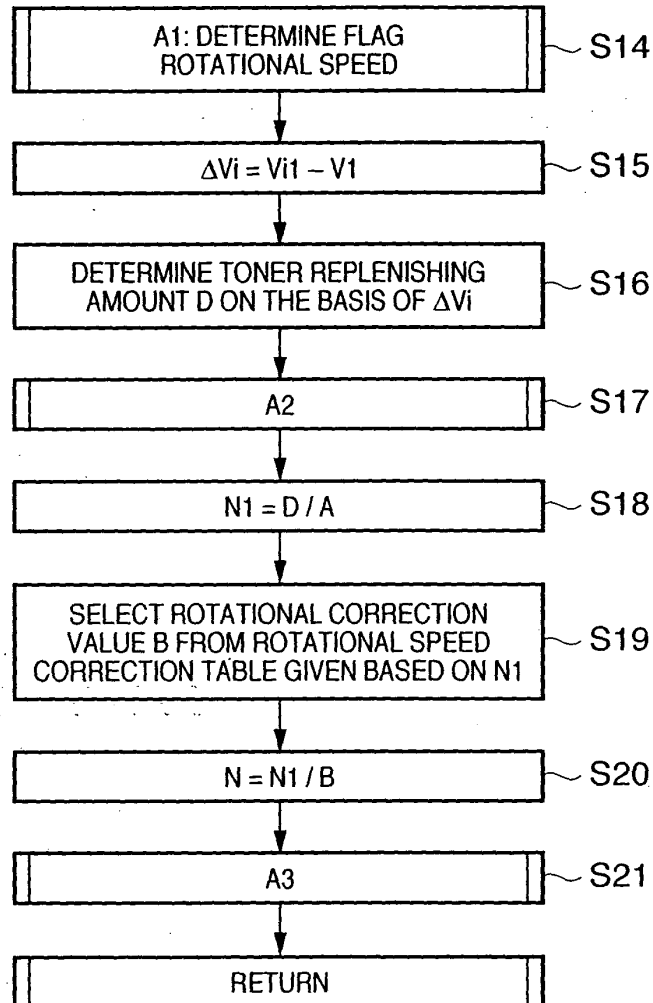 A1: DETERMINE FLAG
ROTATIONAL SPEED
S14
ΔVi = Vi1 – V1
S15
DETERMINE TONER REPLENISHING
AMOUNT D ON THE BASIS OF ΔVi
S16
A2
S17
N1 = D / A
S18
SELECT ROTATIONAL CORRECTION
VALUE B FROM ROTATIONAL SPEED
CORRECTION TABLE GIVEN BASED ON N1
S19
N = N1 / B
S20
A3
S21
RETURN